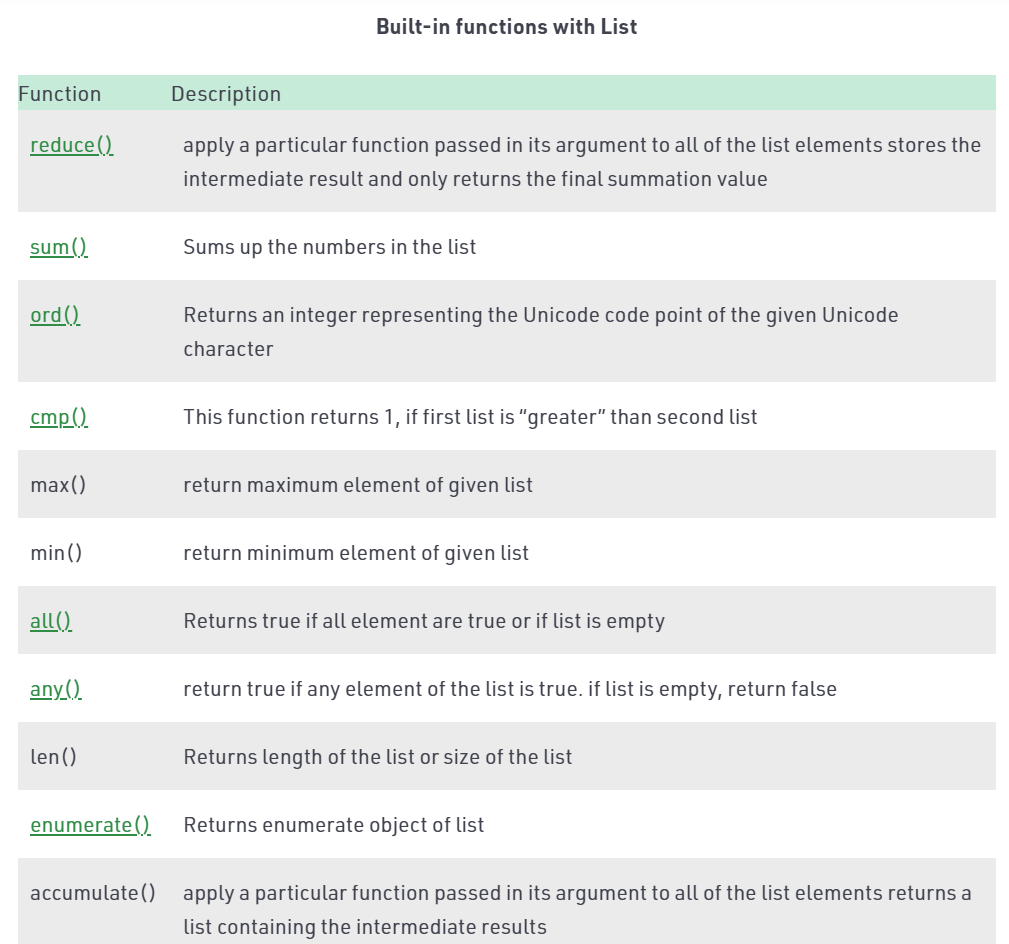 Built-in functions with List
Function Description
reduce() apply a particular function passed in its argument to all of the list elements stores the
intermediate result and only returns the final summation value
sum() Sums up the numbers in the list
ord() Returns an integer representing the Unicode code point of the given Unicode
character
cmp() This function returns 1, if first list is “greater” than second list
max() return maximum element of given list
min() return minimum element of given list
all() Returns true if all element are true or if list is empty
any() return true if any element of the list is true. if list is empty, return false
len() Returns length of the list or size of the list
enumerate() Returns enumerate object of list
accumulate() apply a particular function passed in its argument to all of the list elements returns a
list containing the intermediate results